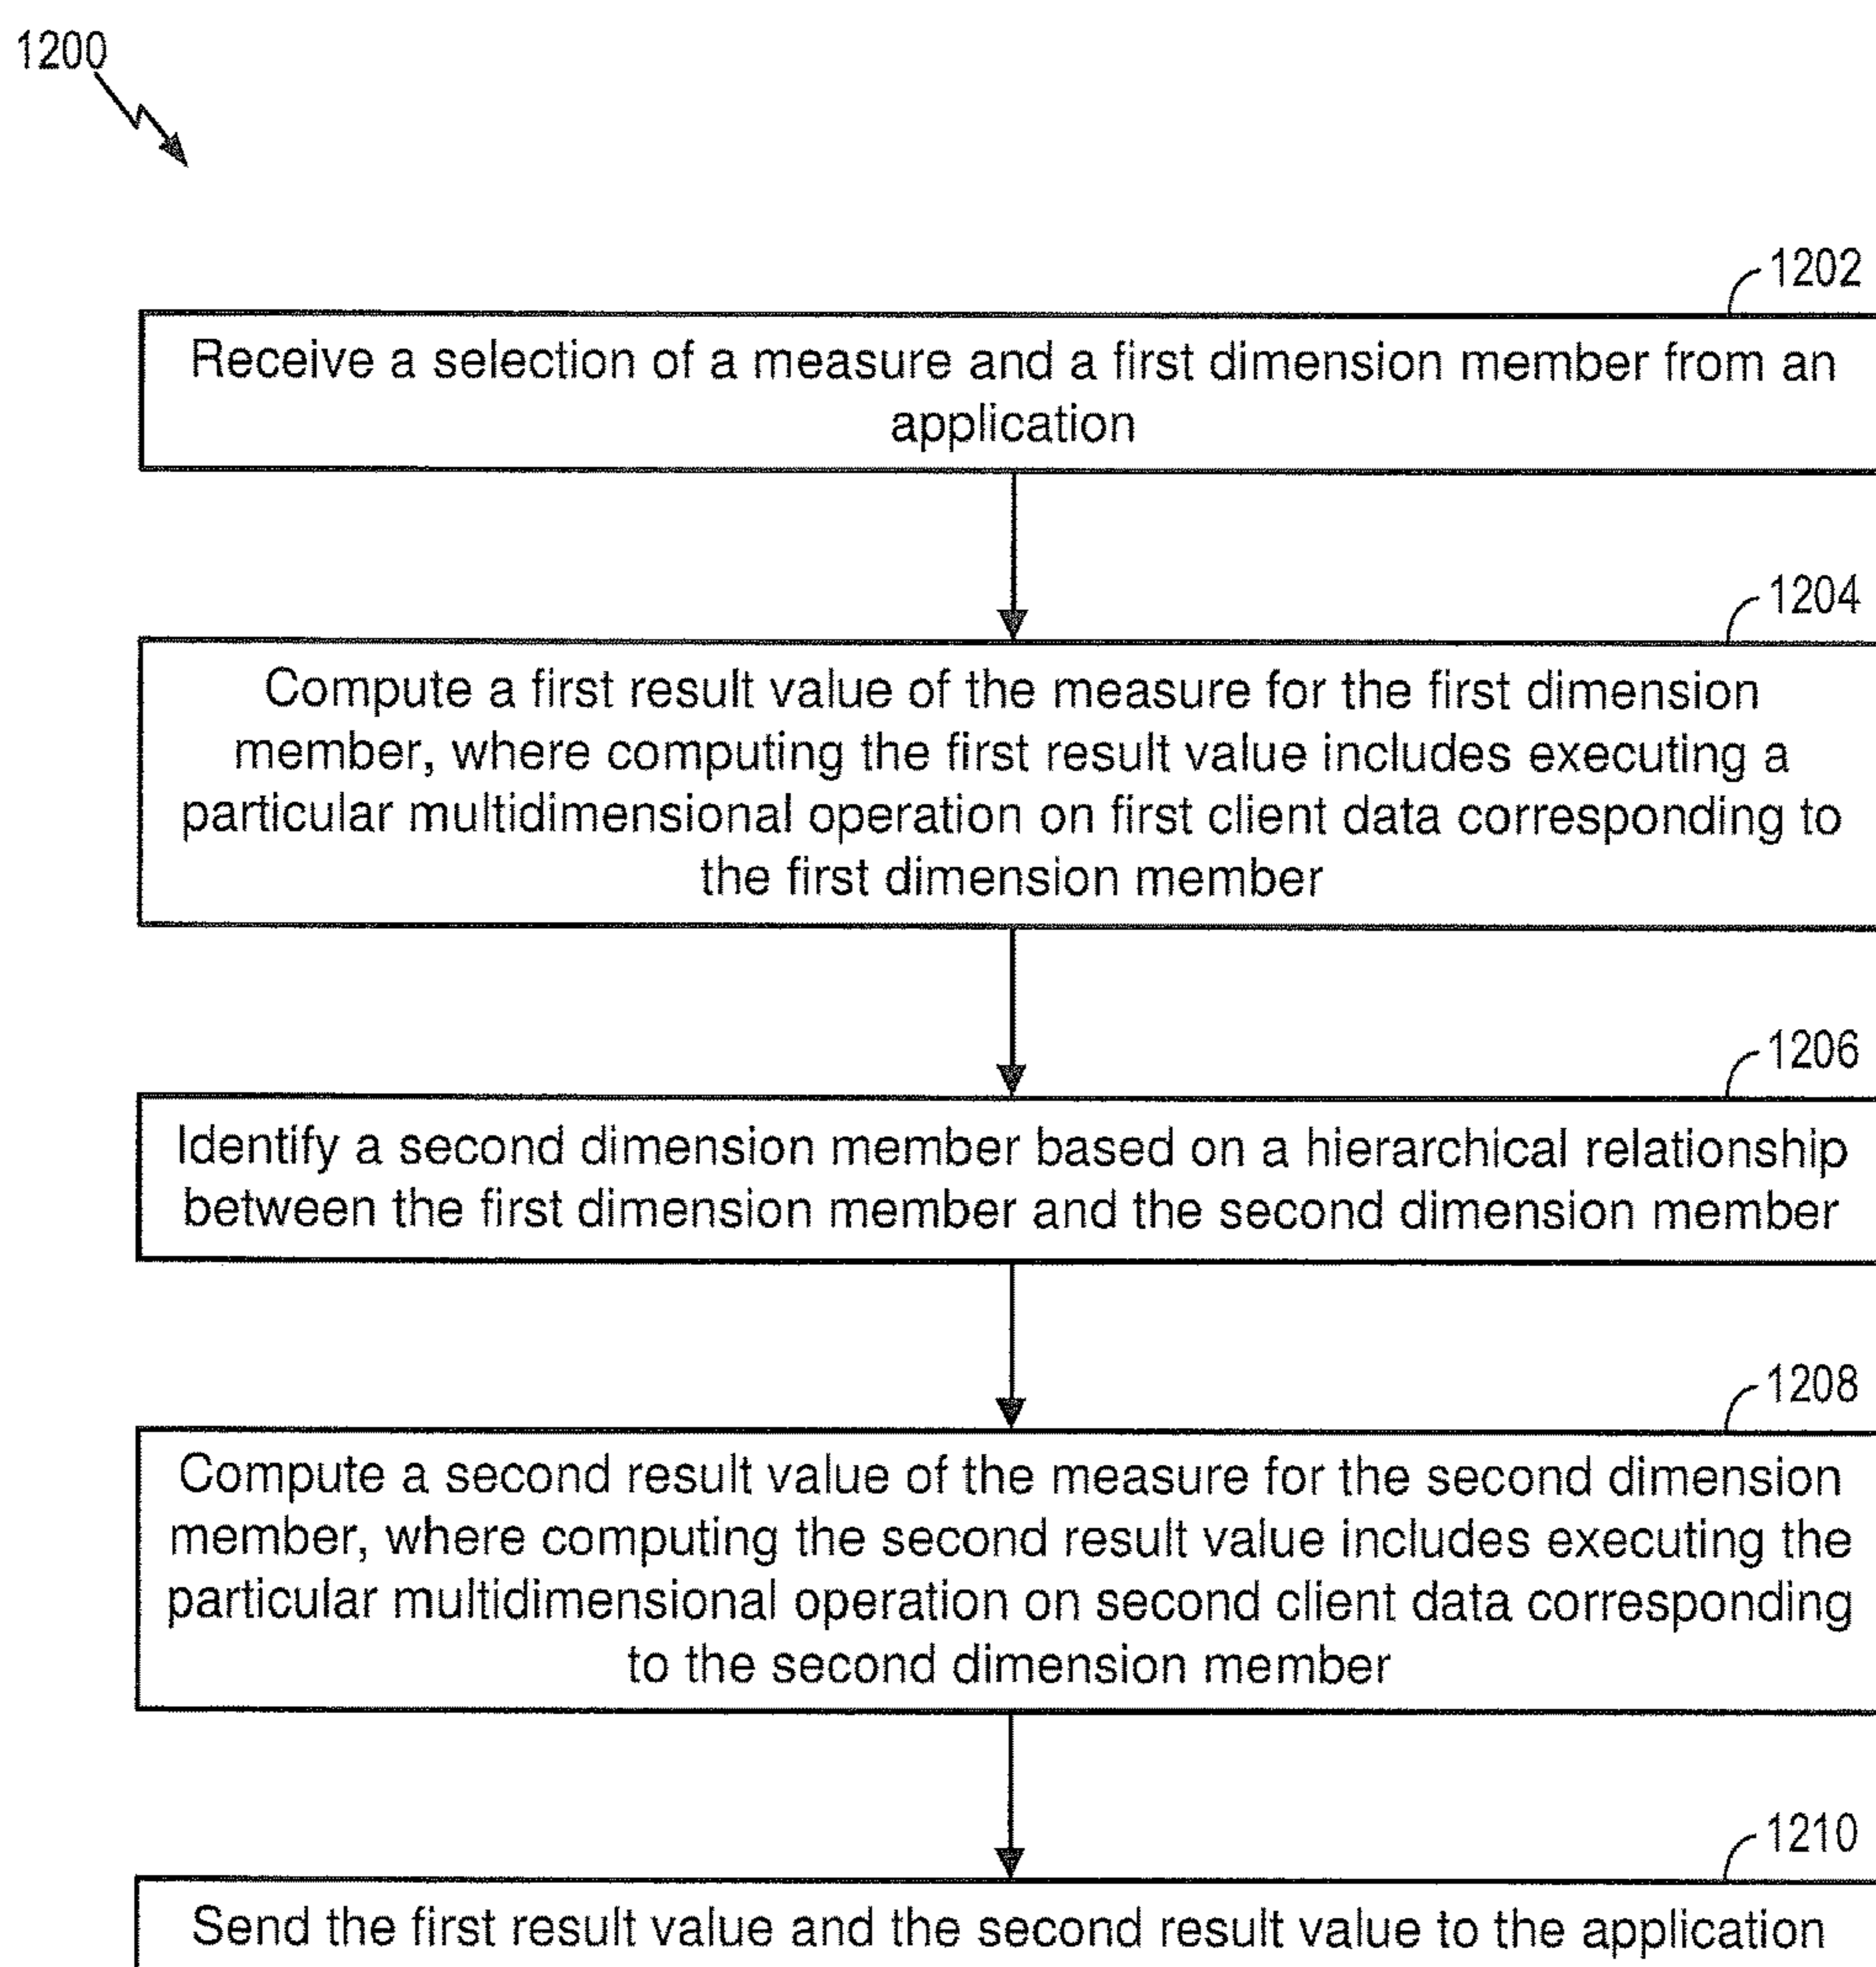 1200
1202
Receive a selection of a measure and a first dimension member from an
application
1204
Compute a first result value of the measure for the first dimension
member, where computing the first result value includes executing a
particular multidimensional operation on first client data corresponding to
the first dimension member
1206
Identify a second dimension member based on a hierarchical relationship
between the first dimension member and the second dimension member
1208
Compute a second result value of the measure for the second dimension
member, where computing the second result value includes executing the
particular multidimensional operation on second client data corresponding
to the second dimension member
1210
Send the first result value and the second result value to the application